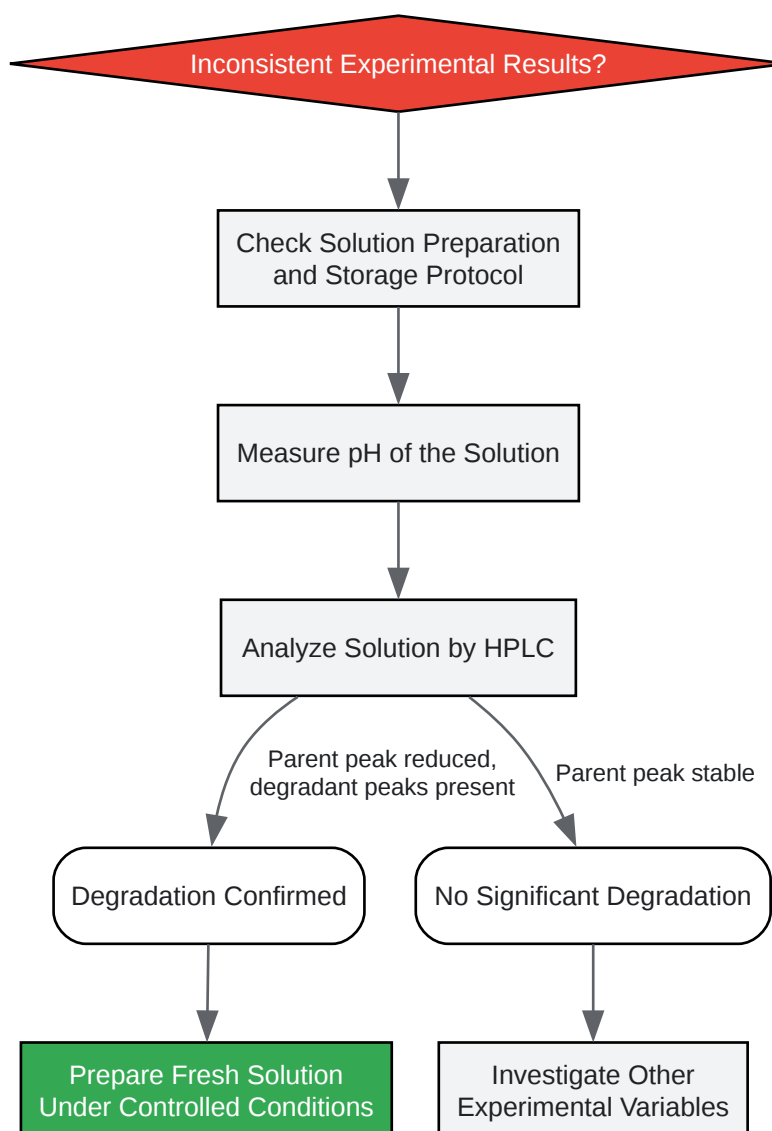 Inconsistent Experimental Results?
Check Solution Preparation
and Storage Protocol
Measure pH of the Solution
Analyze Solution by HPLC
Parent peak reduced,
degradant peaks present
Parent peak stable
Degradation Confirmed
No Significant Degradation
Prepare Fresh Solution
Under Controlled Conditions
Investigate Other
Experimental Variables